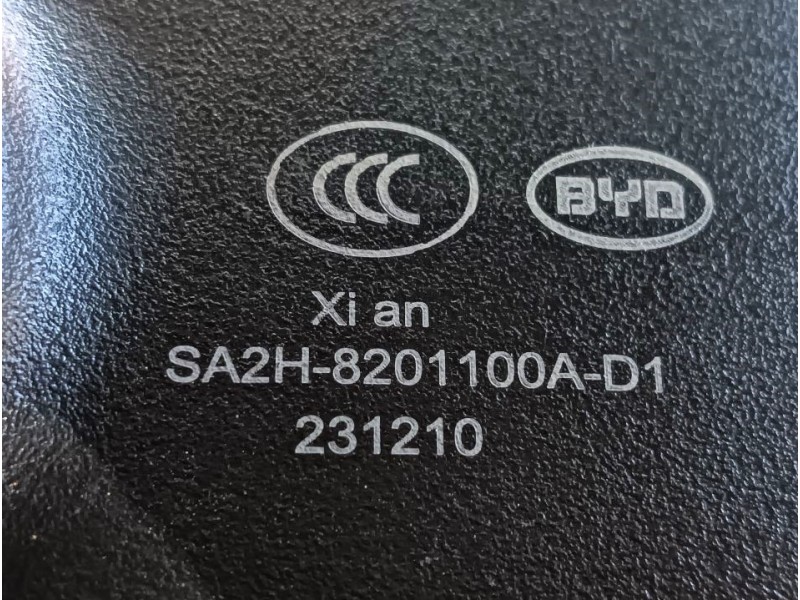 CCC BYD
Xi an
SA2H-8201100A-D1
231210